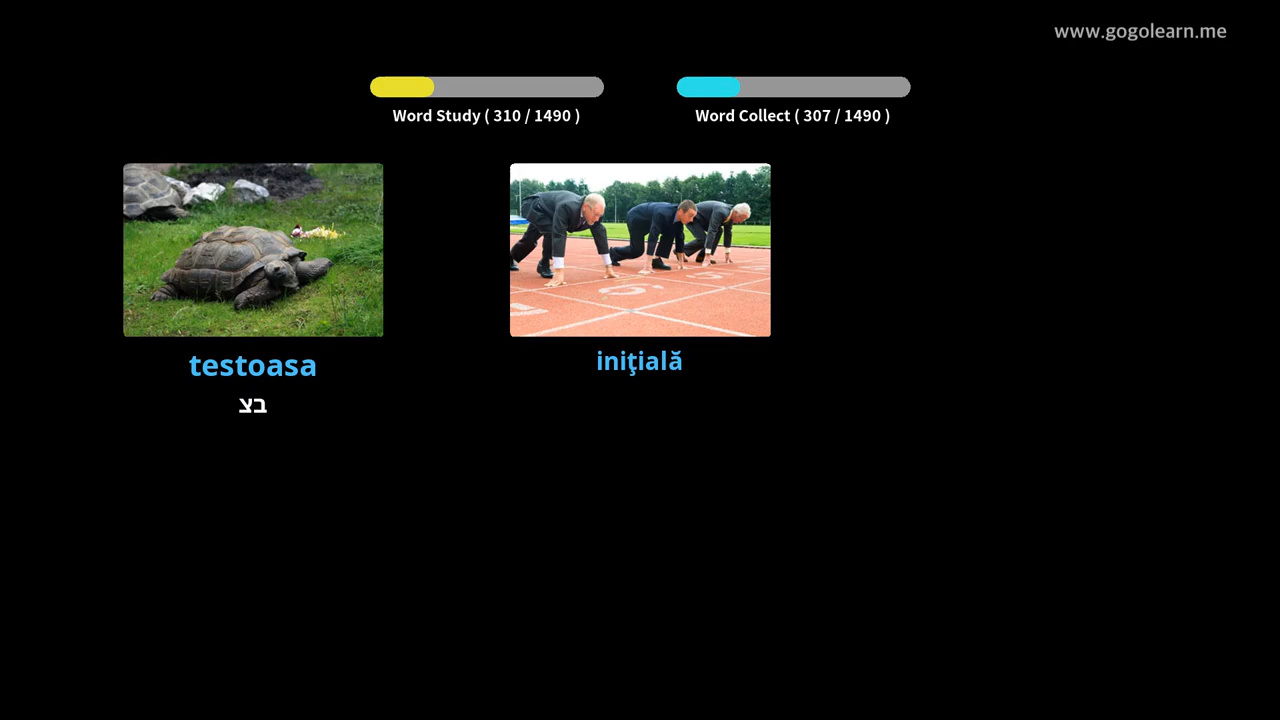 www.gogolearn.me
Word Study ( 310 / 1490 )
Word Collect ( 307 / 1490 )
testoasa
בצ
iniţială